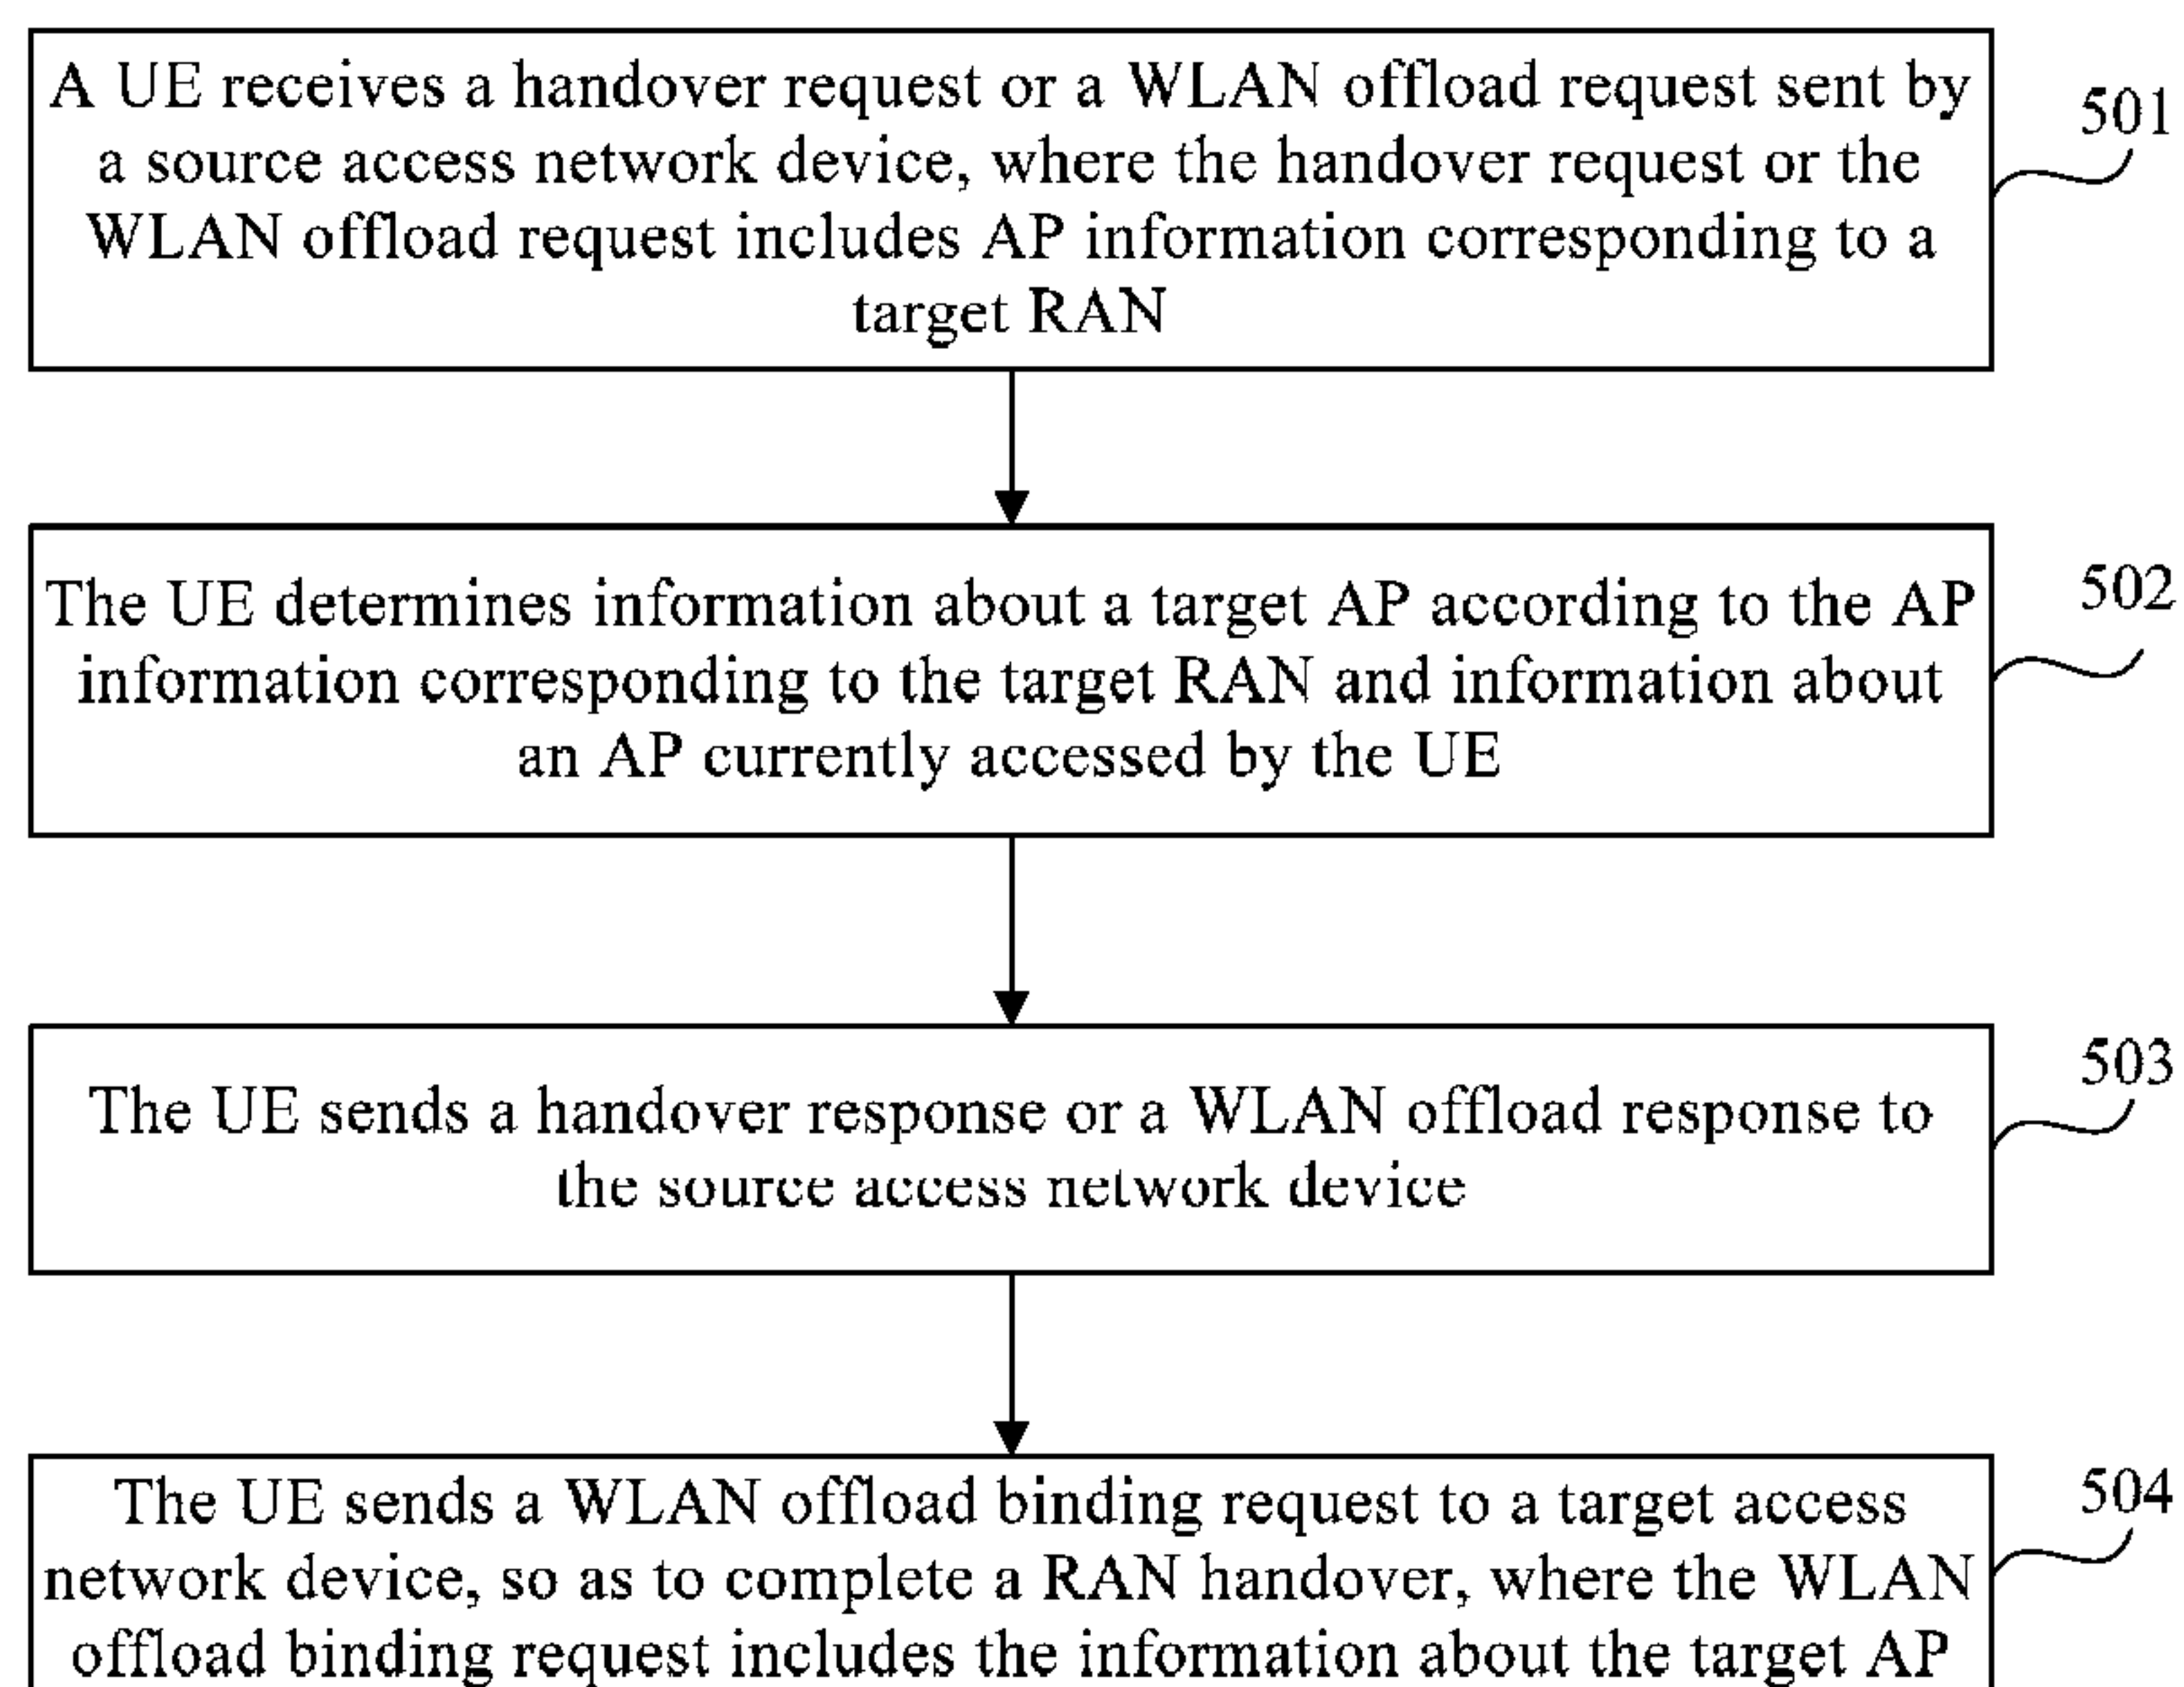 A UE receives a handover request or a WLAN offload request sent by
a source access network device, where the handover request or the
WLAN offload request includes AP information corresponding to a
target RAN
501
The UE determines information about a target AP according to the AP
information corresponding to the target RAN and information about
an AP currently accessed by the UE
502
The UE sends a handover response or a WLAN offload response to
the source access network device
503
The UE sends a WLAN offload binding request to a target access
network device, so as to complete a RAN handover, where the WLAN
offload binding request includes the information about the target AP
504